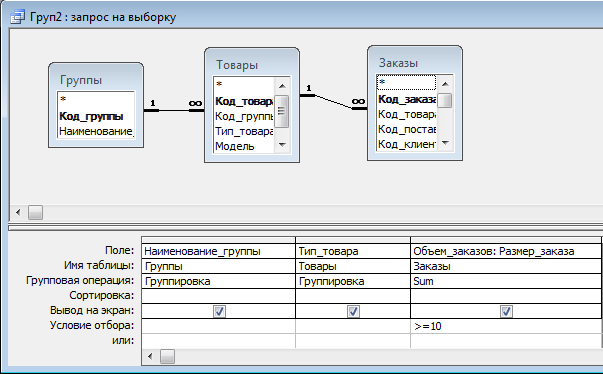 Груп2 : запрос на выборку
Группы
*
Код_группы
Наименование_
1
∞
Товары
*
Код_товара
Код_группы
Тип_товара
Модель
1
∞
Заказы
*
Код_заказа
Код_товара
Код_постав
Код_клиен
Поле: Наименование_группы Тип_товара Объем_заказов: Размер_заказа
Имя таблицы: Группы Товары Заказы
Групповая операция: Группировка Группировка Sum
Сортировка:
Вывод на экран:
Условие отбора: >=10
или: